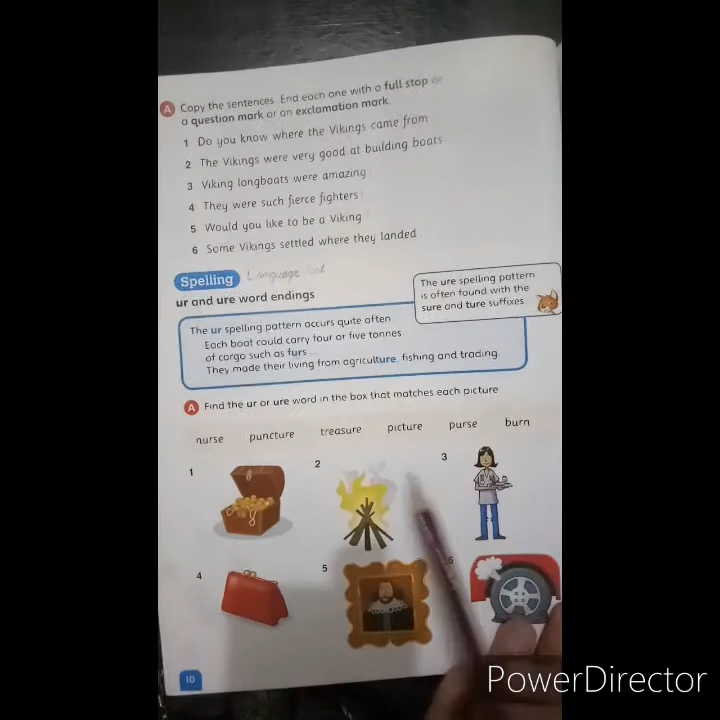 A Copy the sentences. End each one with a full stop or
a question mark or an exclamation mark.
1 Do you know where the Vikings came from
2 The Vikings were very good at building boats
3 Viking longboats were amazing
4 They were such fierce fighters
5 Would you like to be a Viking
6 Some Vikings settled where they landed
Spelling Language
ur and ure word endings
The ure spelling pattern
is often found with the
sure and ture suffixes.
The ur spelling pattern occurs quite often.
Each boat could carry four or five tonnes
of cargo such as furs.
They made their living from agriculture, fishing and trading.
A Find the ur or ure word in the box that matches each picture
nurse puncture treasure picture purse burn
1 2 3
4 5 6
10
PowerDirector